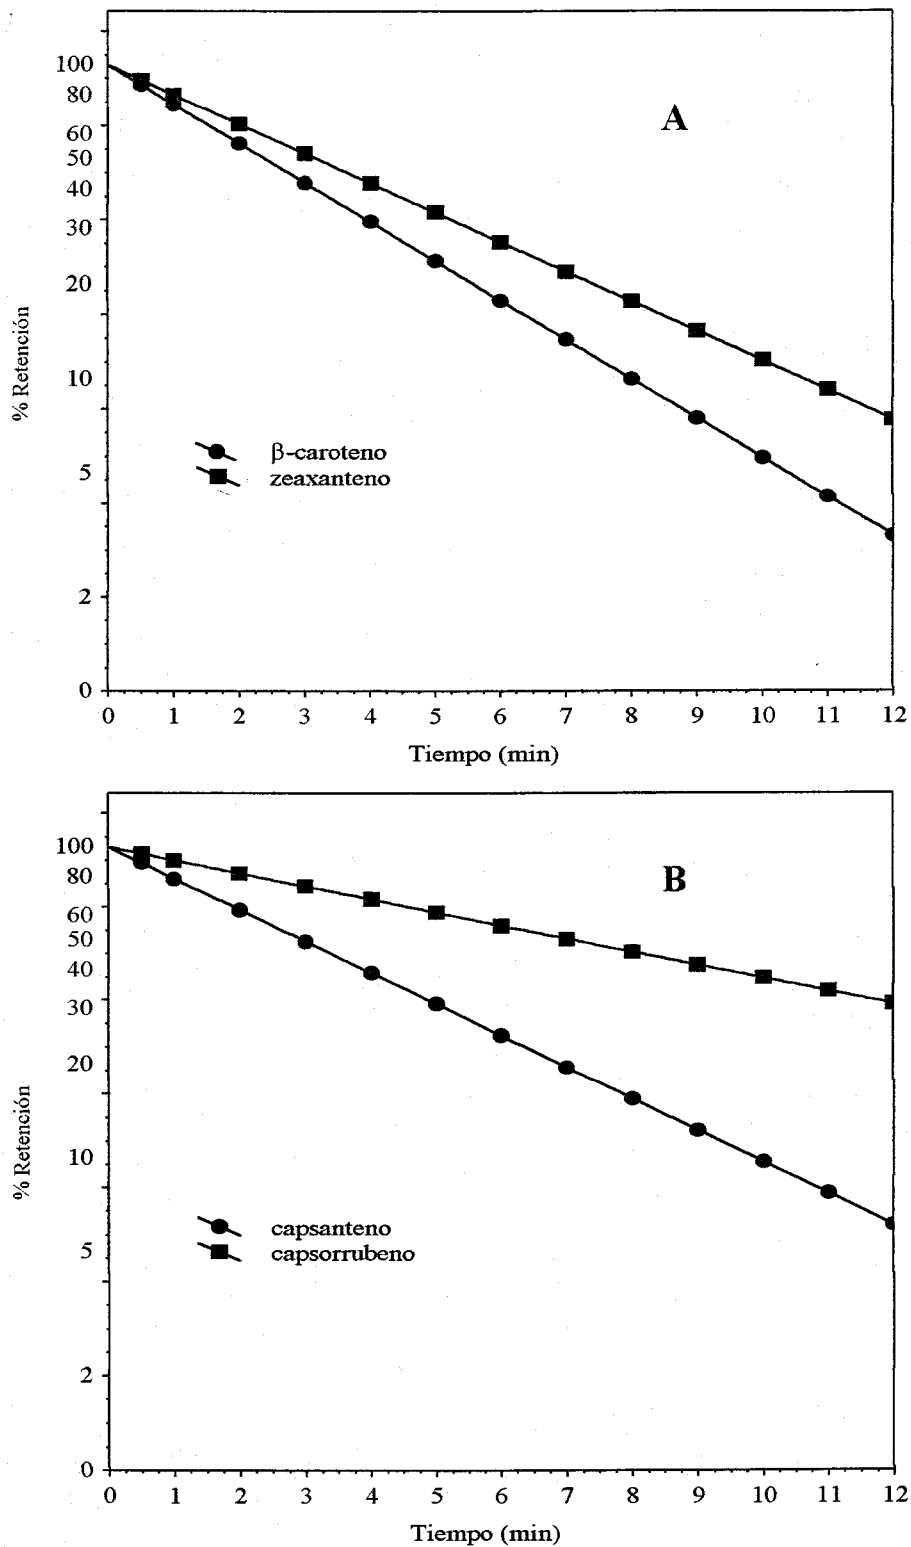 A
100
80
60
50
40
30
20
10
5
2
0
% Retención
β-caroteno
zeaxanteno
0 1 2 3 4 5 6 7 8 9 10 11 12
Tiempo (min)
B
100
80
60
50
40
30
20
10
5
2
0
% Retención
capsanteno
capsorrubeno
0 1 2 3 4 5 6 7 8 9 10 11 12
Tiempo (min)